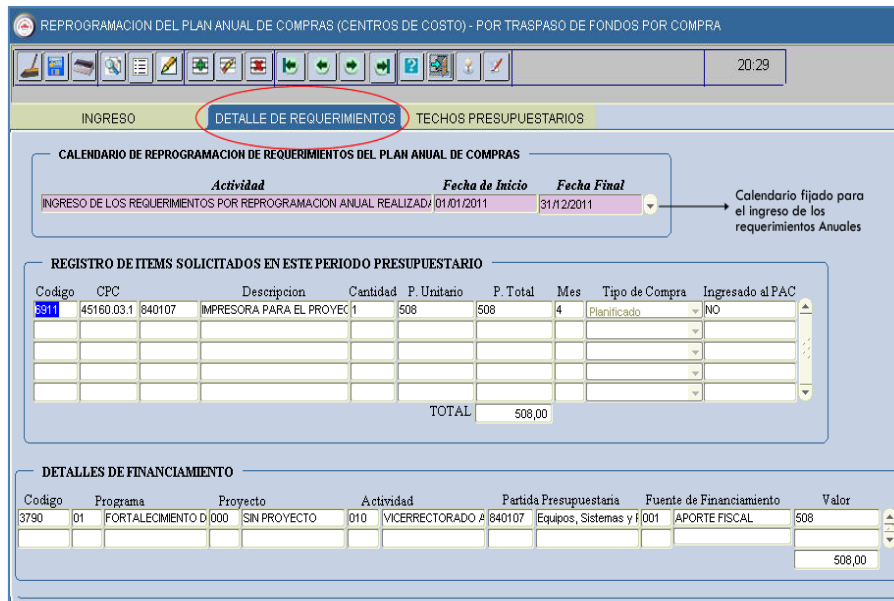 REPROGRAMACION DEL PLAN ANUAL DE COMPRAS (CENTROS DE COSTO) - POR TRASPASO DE FONDOS POR COMPRA
20:29
INGRESO DETALLE DE REQUERIMIENTOS TECHOS PRESUPUESTARIOS
CALENDARIO DE REPROGRAMACION DE REQUERIMIENTOS DEL PLAN ANUAL DE COMPRAS
Actividad Fecha de Inicio Fecha Final
INGRESO DE LOS REQUERIMIENTOS POR REPROGRAMACION ANUAL REALIZADA 01/01/2011 31/12/2011
Calendario fijado para
el ingreso de los
requerimientos Anuales
REGISTRO DE ITEMS SOLICITADOS EN ESTE PERIODO PRESUPUESTARIO
Codigo CPC Descripcion Cantidad P. Unitario P. Total Mes Tipo de Compra Ingresado al PAC
6911 45160.03.1 840107 IMPRESORA PARA EL PROYEC 1 508 508 4 Planificado NO
TOTAL 508,00
DETALLES DE FINANCIAMIENTO
Codigo Programa Proyecto Actividad Partida Presupuestaria Fuente de Financiamiento Valor
3790 01 FORTALECIMIENTO D 000 SIN PROYECTO 010 VICERRECTORADO A 840107 Equipos, Sistemas y F 001 APORTE FISCAL 508
508,00